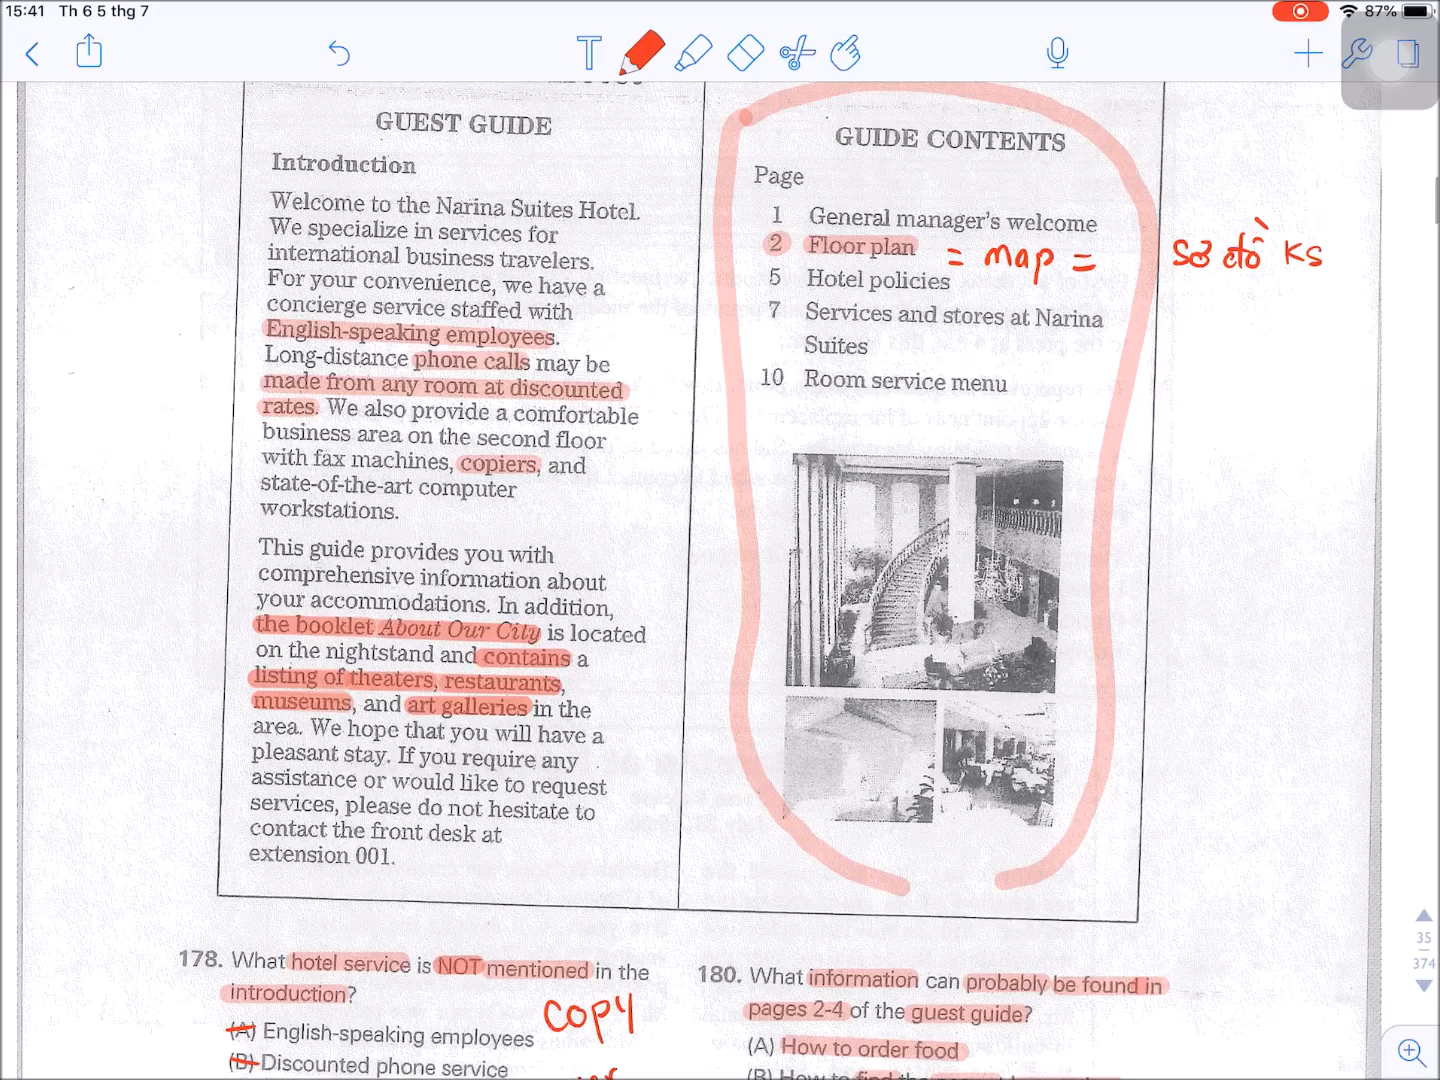 15:41 Th 6 5 thg 7
87%
GUEST GUIDE
Introduction
Welcome to the Narina Suites Hotel.
We specialize in services for
international business travelers.
For your convenience, we have a
concierge service staffed with
English-speaking employees.
Long-distance phone calls may be
made from any room at discounted
rates. We also provide a comfortable
business area on the second floor
with fax machines, copiers, and
state-of-the-art computer
workstations.
This guide provides you with
comprehensive information about
your accommodations. In addition,
the booklet About Our City is located
on the nightstand and contains a
listing of theaters, restaurants,
museums, and art galleries in the
area. We hope that you will have a
pleasant stay. If you require any
assistance or would like to request
services, please do not hesitate to
contact the front desk at
extension 001.
GUIDE CONTENTS
Page
1 General manager's welcome
2 Floor plan = map = sơ đồ KS
5 Hotel policies
7 Services and stores at Narina
Suites
10 Room service menu
178. What hotel service is NOT mentioned in the
introduction?
(A) English-speaking employees
copy
(B) Discounted phone service
180. What information can probably be found in
pages 2-4 of the guest guide?
(A) How to order food
(B) How to find the
35
374